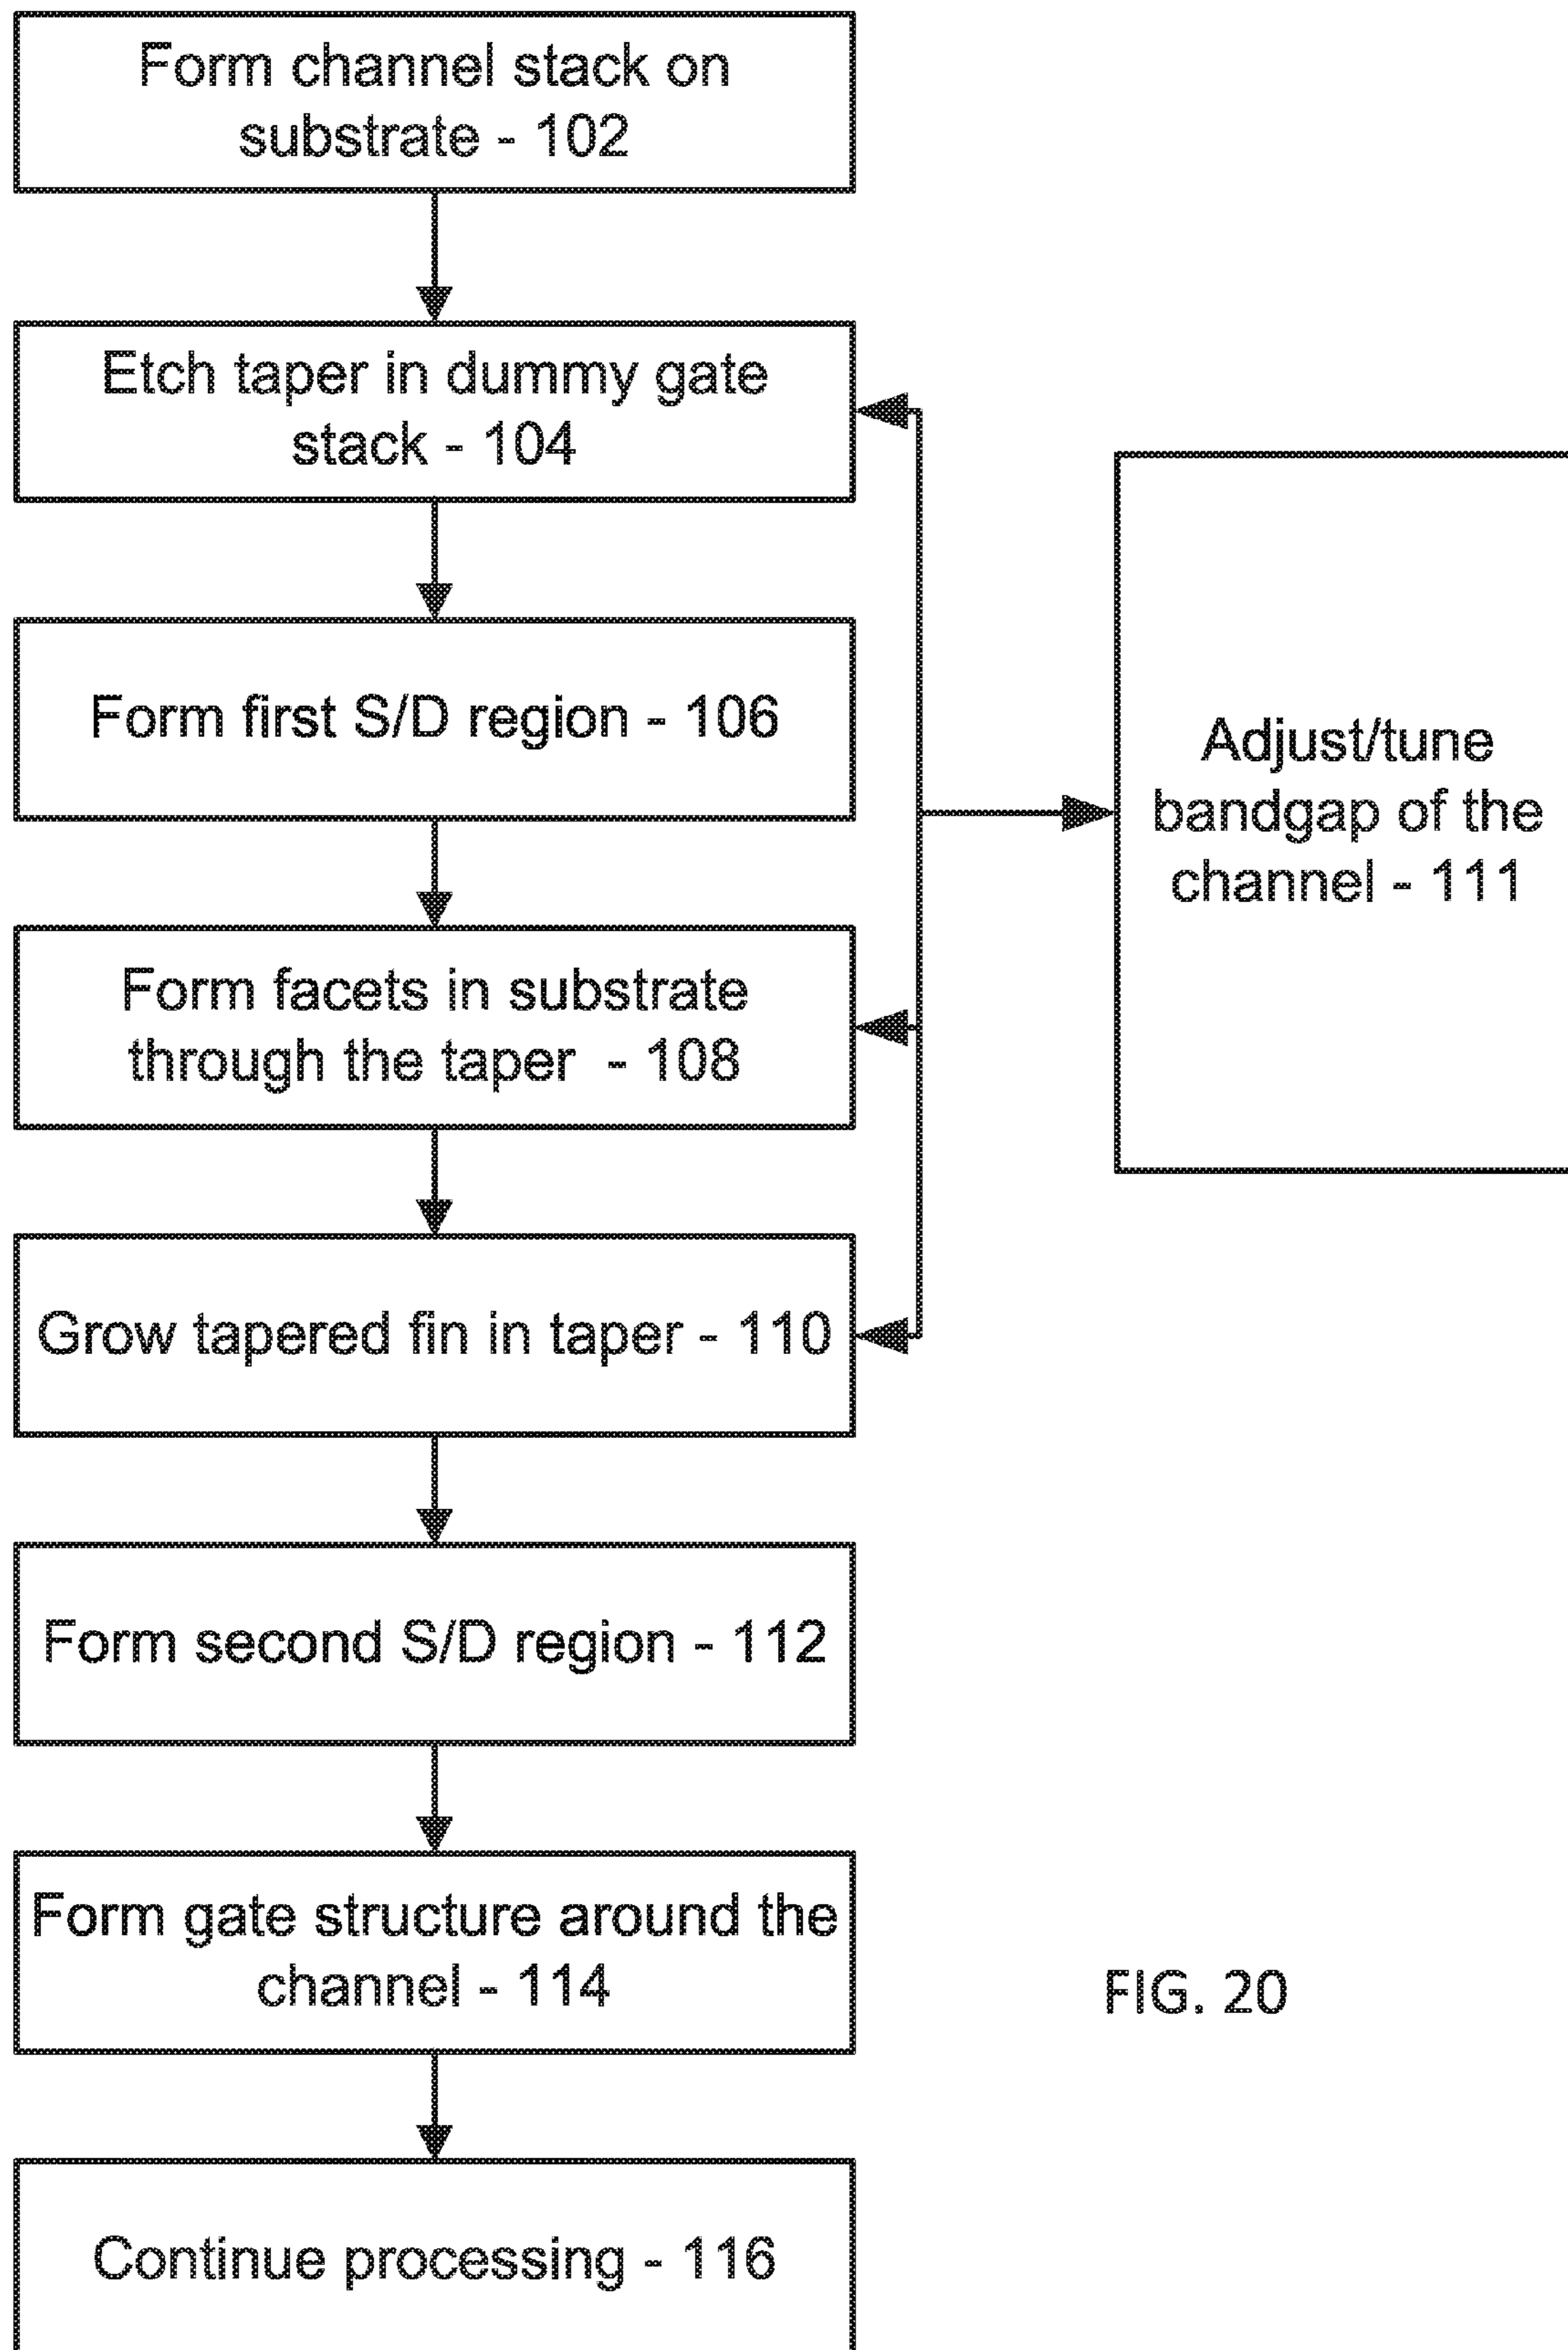 Form channel stack on
substrate - 102
Etch taper in dummy gate
stack - 104
Form first S/D region - 106
Adjust/tune
bandgap of the
channel - 111
Form facets in substrate
through the taper - 108
Grow tapered fin in taper - 110
Form second S/D region - 112
Form gate structure around the
channel - 114
FIG. 20
Continue processing - 116